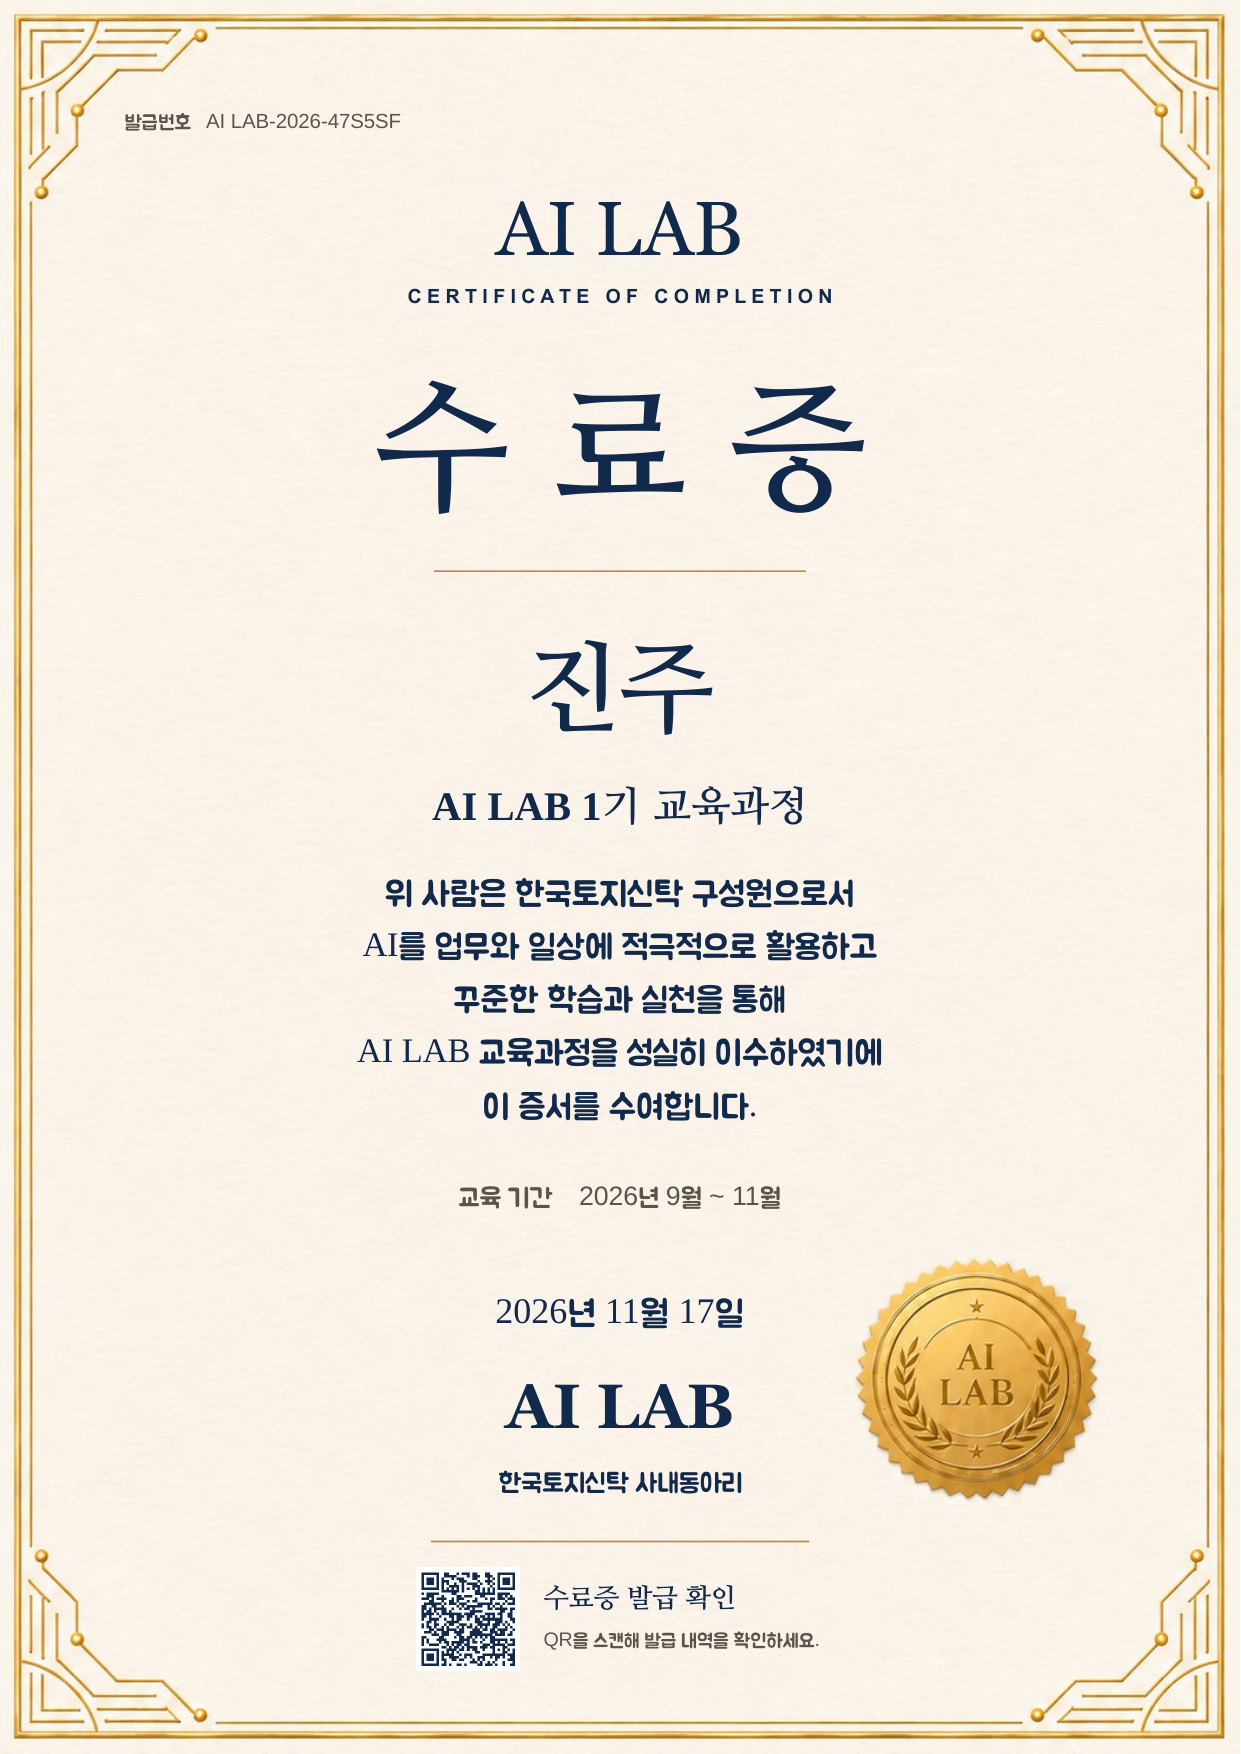 발급번호 AI LAB-2026-47S5SF
AI LAB
CERTIFICATE OF COMPLETION
수료증
진주
AI LAB 1기 교육과정
위 사람은 한국토지신탁 구성원으로서
AI를 업무와 일상에 적극적으로 활용하고
꾸준한 학습과 실천을 통해
AI LAB 교육과정을 성실히 이수하였기에
이 증서를 수여합니다.
교육 기간 2026년 9월 ~ 11월
2026년 11월 17일
AI LAB
한국토지신탁 사내동아리
AI
LAB
수료증 발급 확인
QR을 스캔해 발급 내역을 확인하세요.